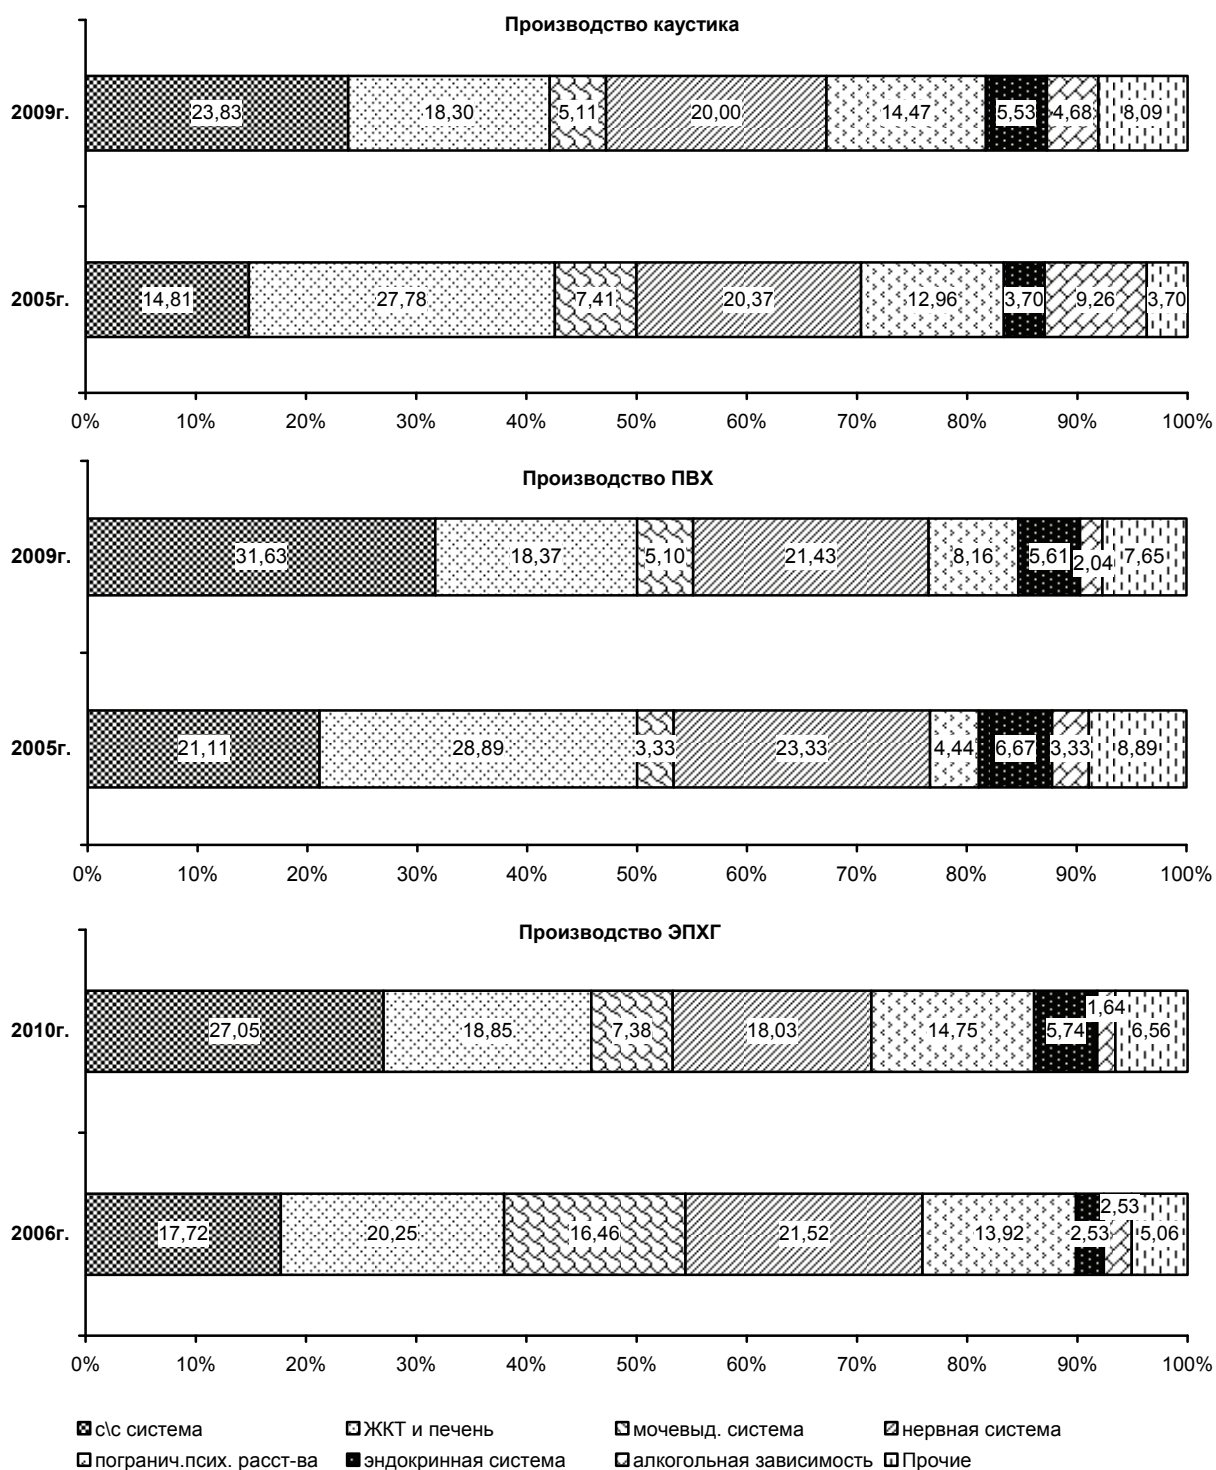 Производство каустика
2009г. 23,83 18,30 5,11 20,00 14,47 5,53 4,68 8,09
2005г. 14,81 27,78 7,41 20,37 12,96 3,70 9,26 3,70
0% 10% 20% 30% 40% 50% 60% 70% 80% 90% 100%
Производство ПВХ
2009г. 31,63 18,37 5,10 21,43 8,16 5,61 2,04 7,65
2005г. 21,11 28,89 3,33 23,33 4,44 6,67 3,33 8,89
0% 10% 20% 30% 40% 50% 60% 70% 80% 90% 100%
Производство ЭПХГ
2010г. 27,05 18,85 7,38 18,03 14,75 5,74 1,64 6,56
2006г. 17,72 20,25 16,46 21,52 13,92 2,53 2,53 5,06
0% 10% 20% 30% 40% 50% 60% 70% 80% 90% 100%
с\с система ЖКТ и печень мочевыд. система нервная система
погранич.псих. расст-ва эндокринная система алкогольная зависимость Прочие